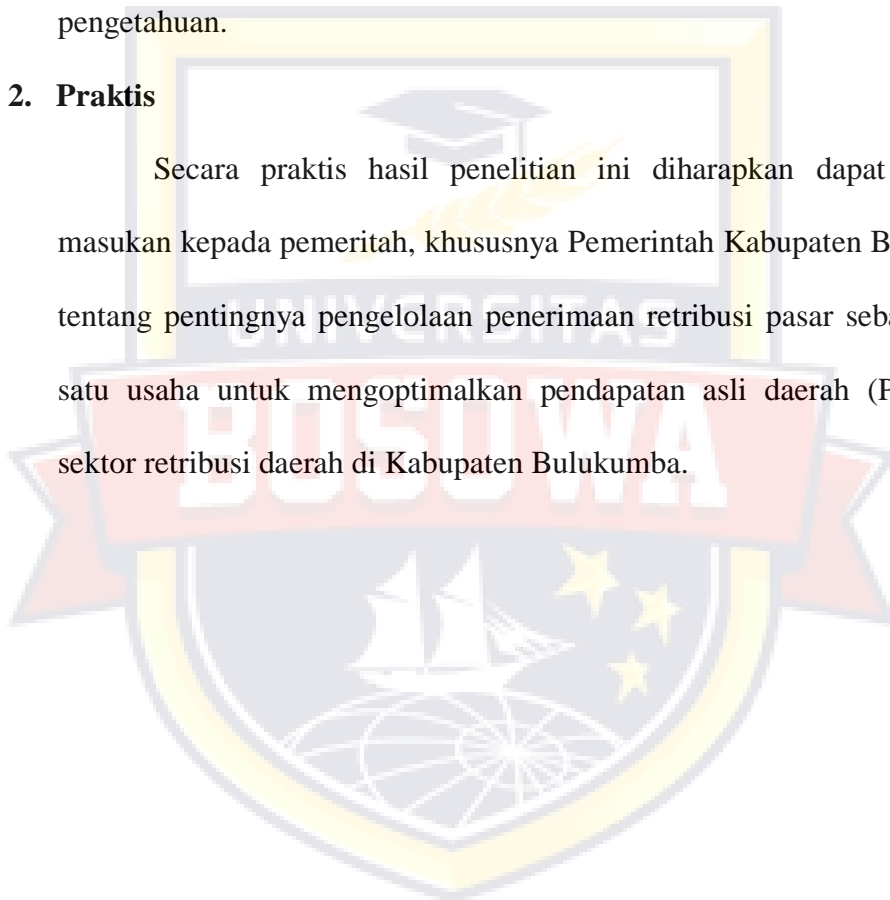 pengetahuan.
2. Praktis
Secara praktis hasil penelitian ini diharapkan dapat
masukan kepada pemeritah, khususnya Pemerintah Kabupaten B
tentang pentingnya pengelolaan penerimaan retribusi pasar seba
UNIVERSITAS
satu usaha untuk mengoptimalkan pendapatan asli daerah (P
BOSOWA
sektor retribusi daerah di Kabupaten Bulukumba.